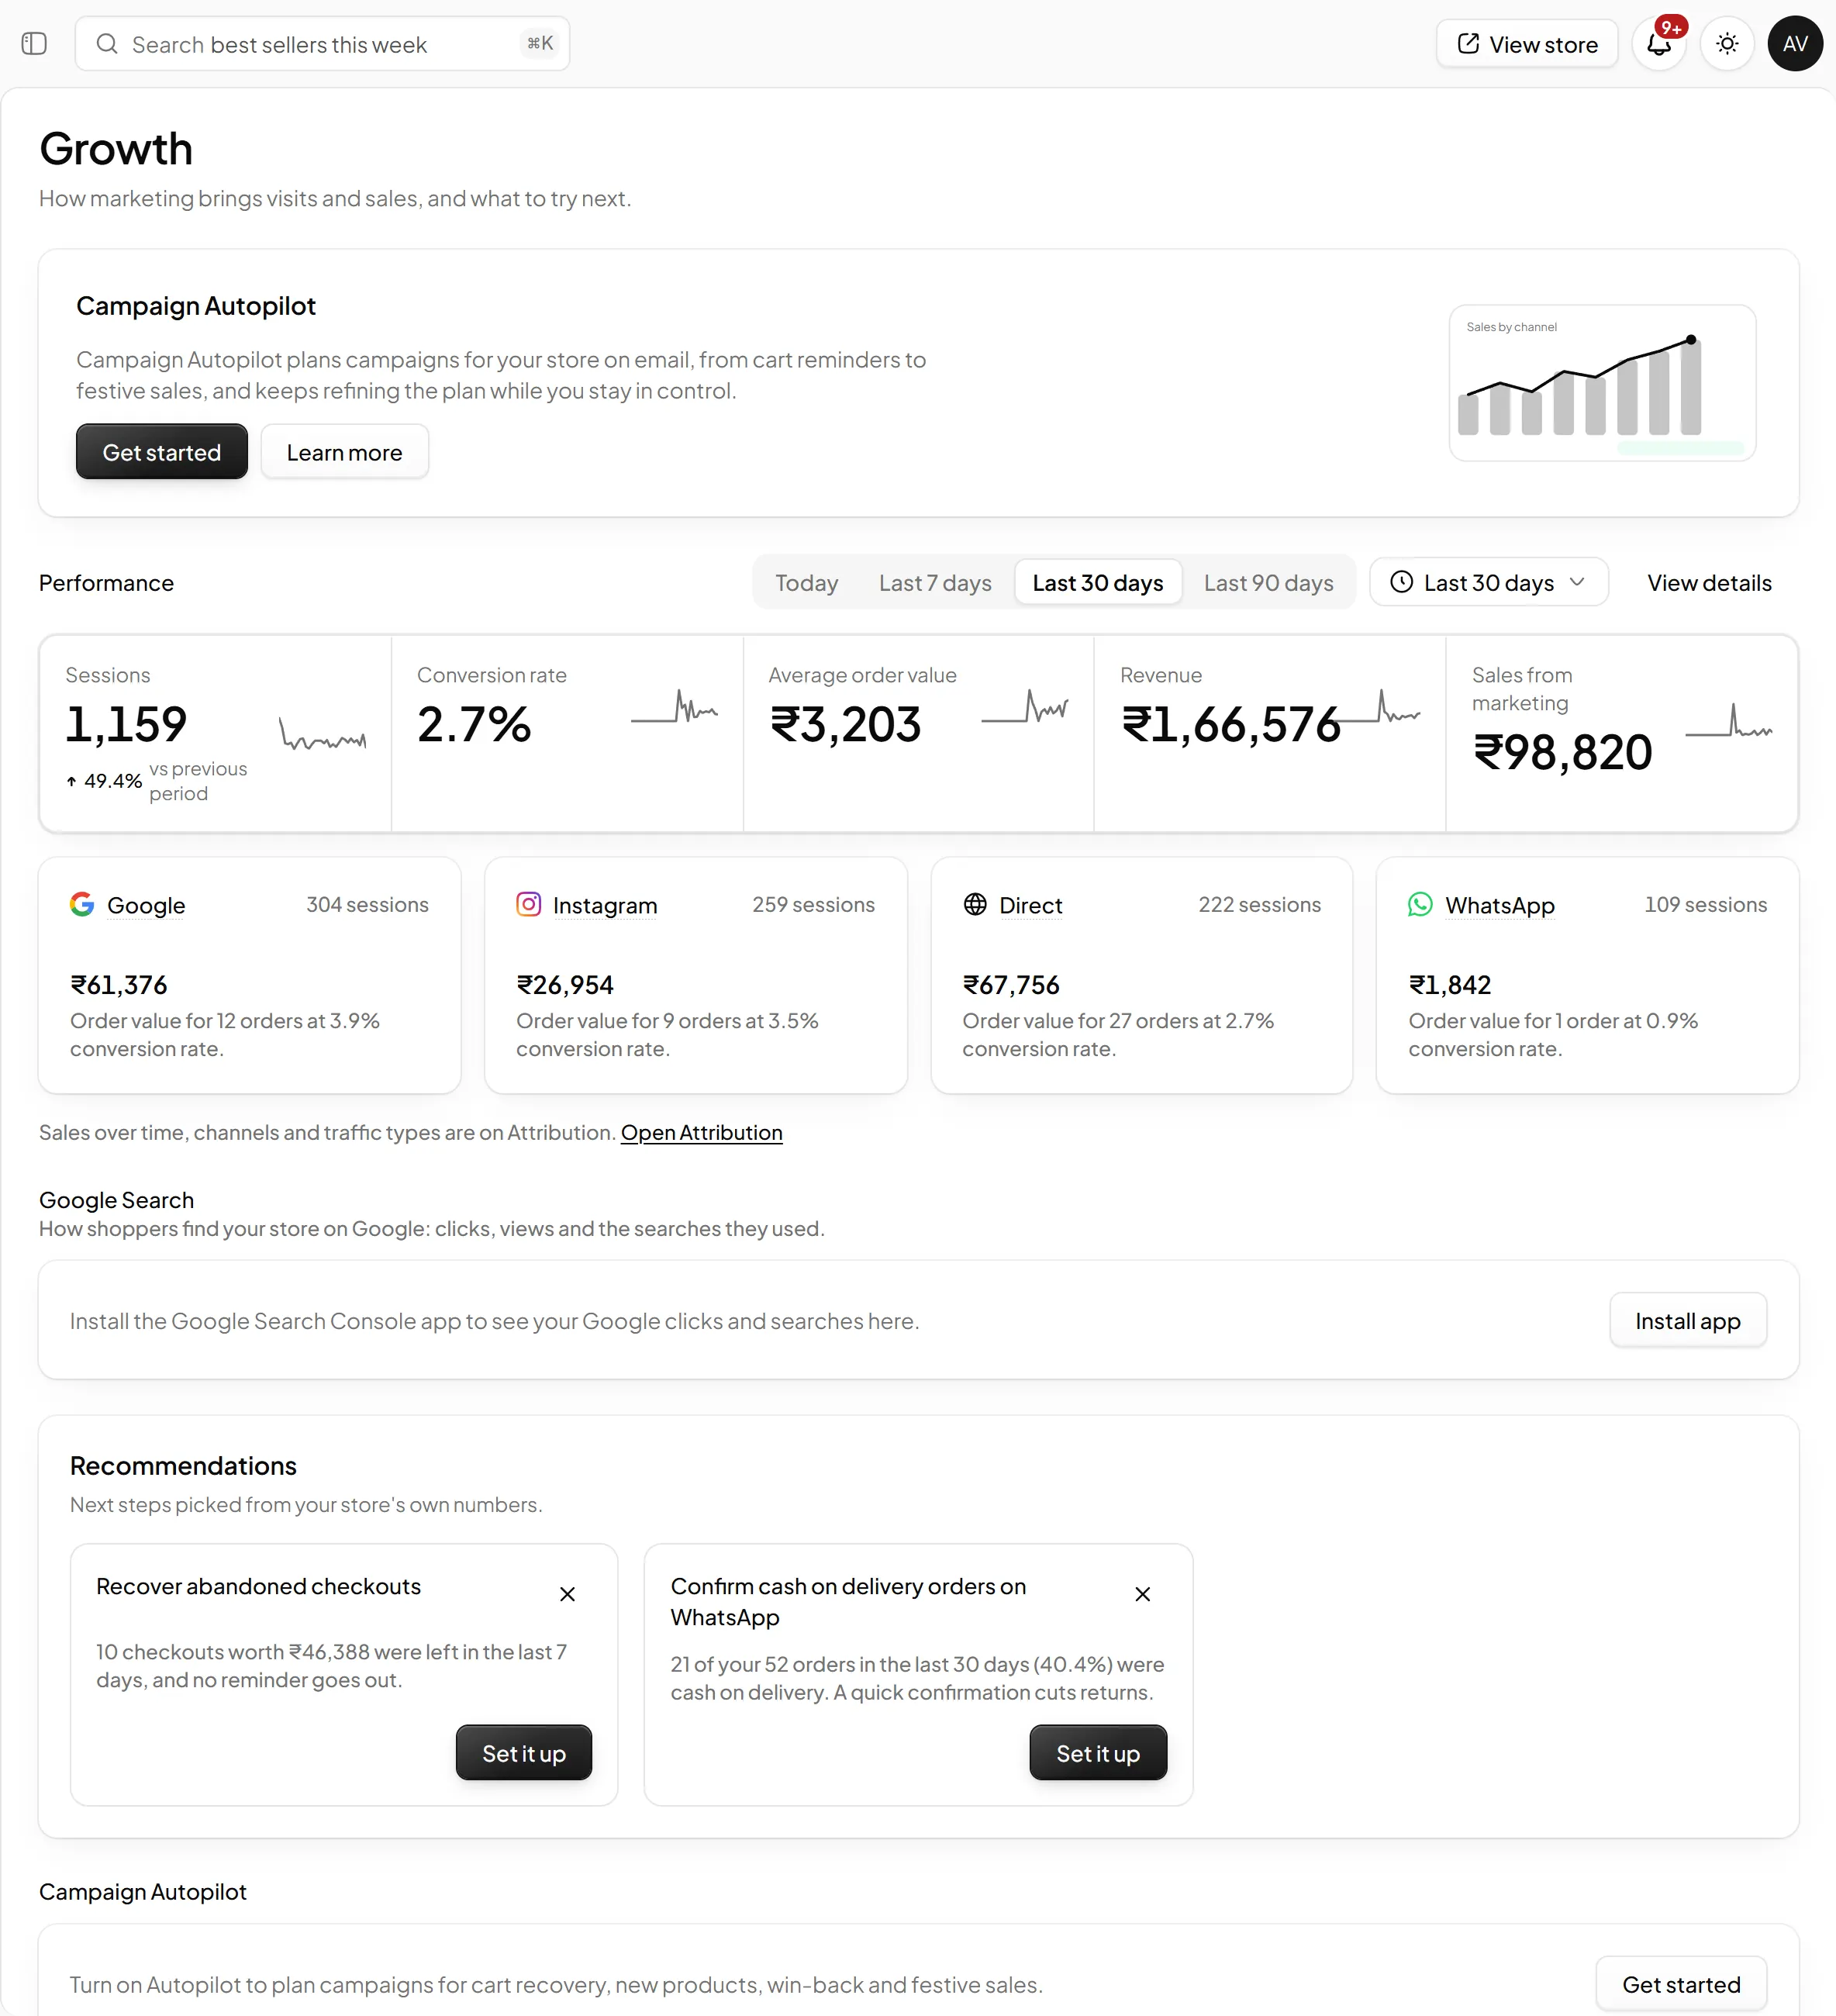 Search best sellers this week
⌘K
View store
9+
AV
Growth
How marketing brings visits and sales, and what to try next.
Campaign Autopilot
Campaign Autopilot plans campaigns for your store on email, from cart reminders to
festive sales, and keeps refining the plan while you stay in control.
Get started
Learn more
Sales by channel
Performance
Today
Last 7 days
Last 30 days
Last 90 days
Last 30 days
View details
Sessions
1,159
↑ 49.4% vs previous
period
Conversion rate
2.7%
Average order value
₹3,203
Revenue
₹1,66,576
Sales from
marketing
₹98,820
Google
304 sessions
₹61,376
Order value for 12 orders at 3.9%
conversion rate.
Instagram
259 sessions
₹26,954
Order value for 9 orders at 3.5%
conversion rate.
Direct
222 sessions
₹67,756
Order value for 27 orders at 2.7%
conversion rate.
WhatsApp
109 sessions
₹1,842
Order value for 1 order at 0.9%
conversion rate.
Sales over time, channels and traffic types are on Attribution. Open Attribution
Google Search
How shoppers find your store on Google: clicks, views and the searches they used.
Install the Google Search Console app to see your Google clicks and searches here.
Install app
Recommendations
Next steps picked from your store's own numbers.
Recover abandoned checkouts
10 checkouts worth ₹46,388 were left in the last 7
days, and no reminder goes out.
Set it up
Confirm cash on delivery orders on
WhatsApp
21 of your 52 orders in the last 30 days (40.4%) were
cash on delivery. A quick confirmation cuts returns.
Set it up
Campaign Autopilot
Turn on Autopilot to plan campaigns for cart recovery, new products, win-back and festive sales.
Get started